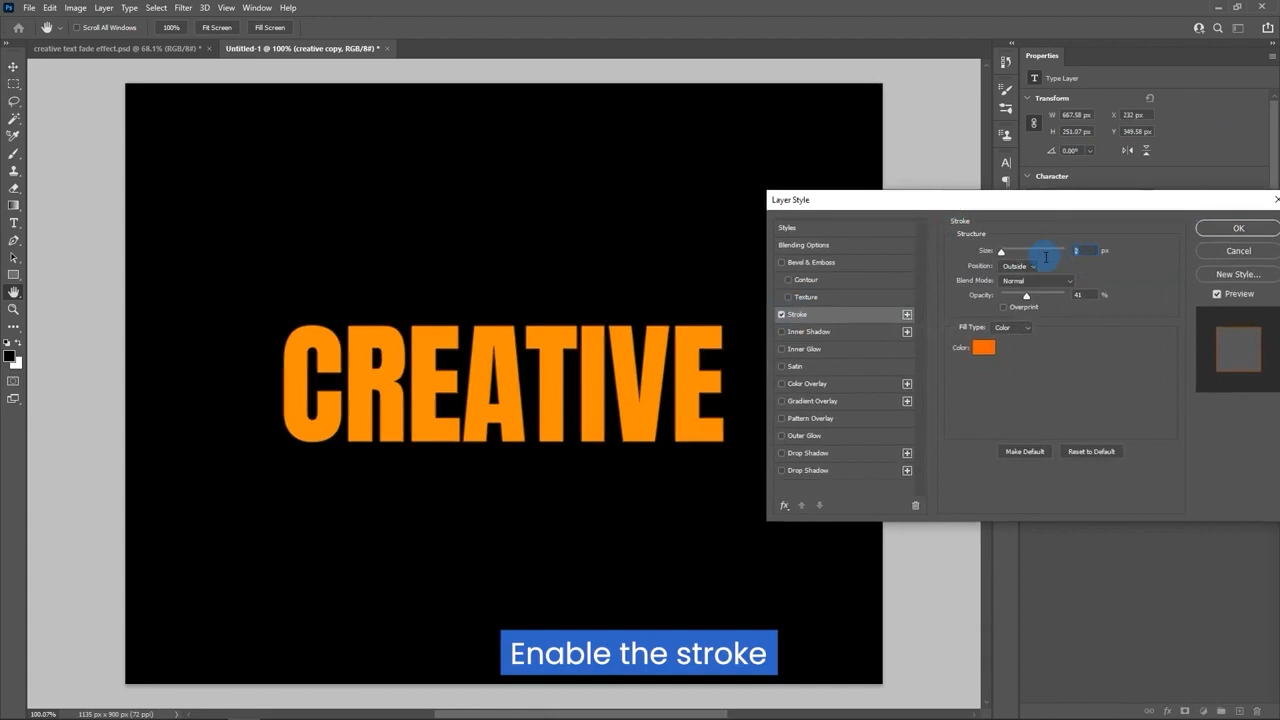 Ps File Edit Image Layer Type Select Filter 3D View Window Help
Scroll All Windows 100% Fit Screen Fill Screen
creative text fade effect.psd @ 68.1% (RGB/8#) * × Untitled-1 @ 100% (creative copy, RGB/8#) * ×
Properties
T Type Layer
Transform
W 667.58 px X 232 px
H 251.07 px Y 349.58 px
0.00°
Character
Layer Style
Styles
Blending Options
Bevel & Emboss
Contour
Texture
Stroke
Inner Shadow
Inner Glow
Satin
Color Overlay
Gradient Overlay
Pattern Overlay
Outer Glow
Drop Shadow
Drop Shadow
fx
Stroke
Structure
Size: px
Position: Outside
Blend Mode: Normal
Opacity: 41 %
Overprint
Fill Type: Color
Color:
Make Default Reset to Default
OK
Cancel
New Style...
Preview
CREATIVE
Enable the stroke
100.07% 1135 px x 900 px (72 ppi)